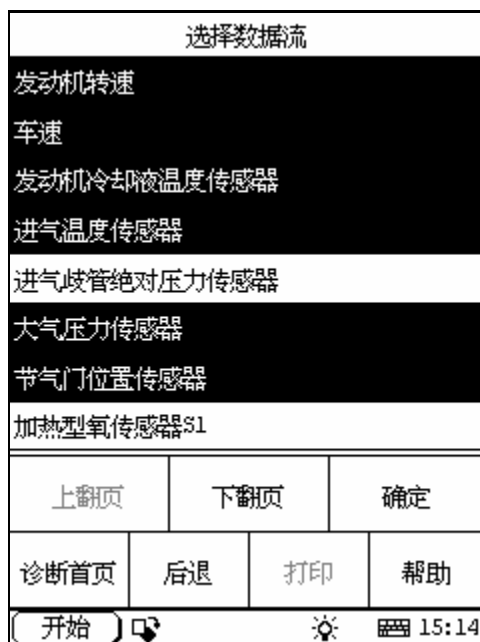 选择数据流
发动机转速
车速
发动机冷却液温度传感器
进气温度传感器
进气歧管绝对压力传感器
大气压力传感器
节气门位置传感器
加热型氧传感器S1
上翻页 下翻页 确定
诊断首页 后退 打印 帮助
开始 15:14